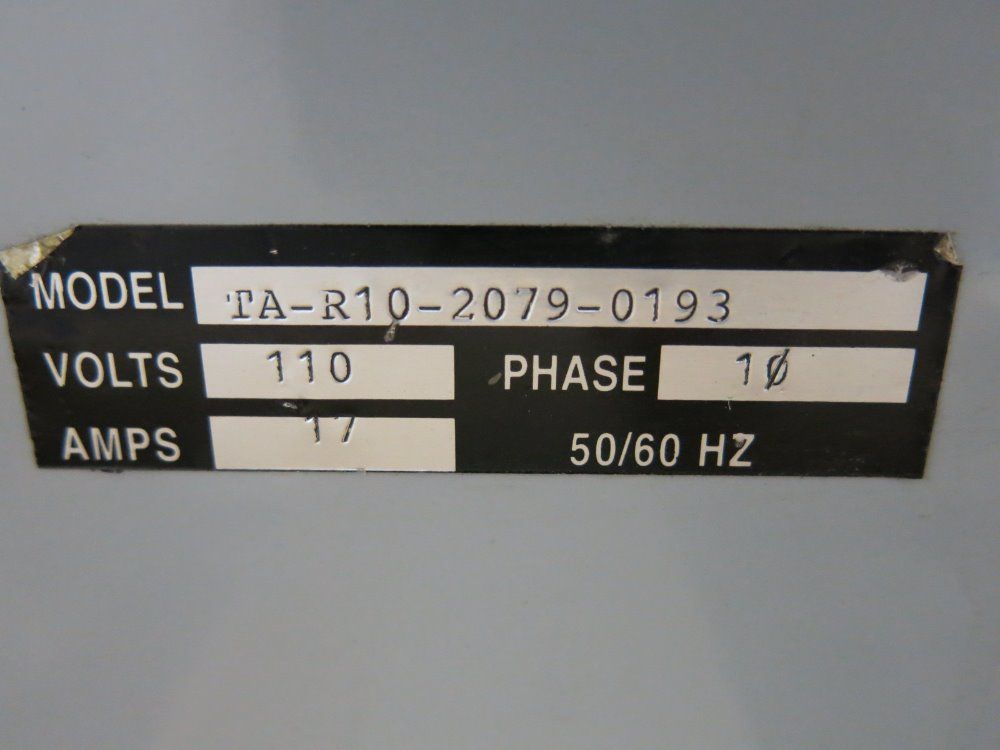 MODEL TA-R10-2079-0193
VOLTS 110 PHASE 1Ø
AMPS 17 50/60 HZ